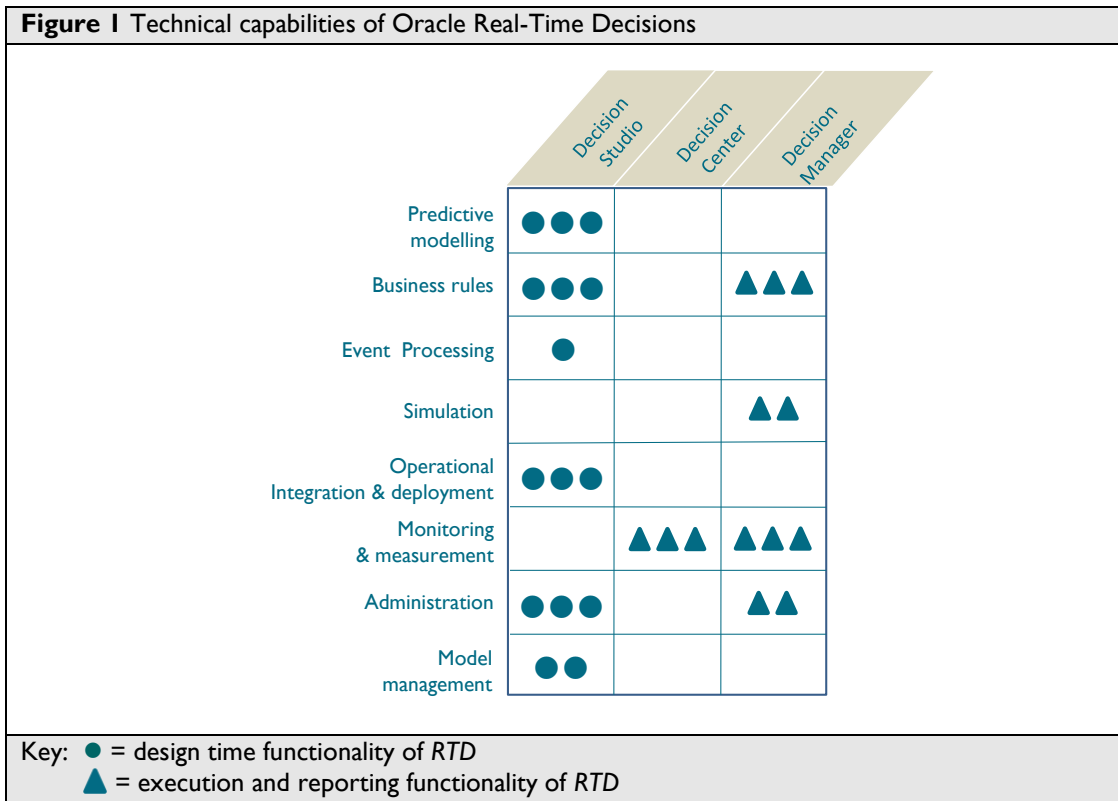 Figure 1 Technical capabilities of Oracle Real-Time Decisions
Decision
Studio
Decision
Center
Decision
Manager
Predictive
modelling
Business rules
Event Processing
Simulation
Operational
Integration & deployment
Monitoring
& measurement
Administration
Model
management
Key: ● = design time functionality of RTD
▲ = execution and reporting functionality of RTD